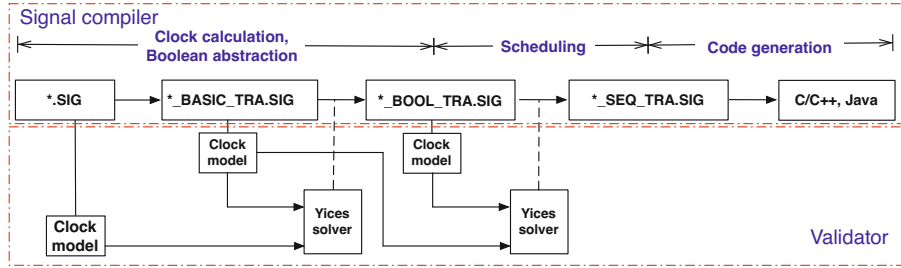 Signal compiler
Clock calculation,
Boolean abstraction
Scheduling
Code generation
*.SIG
*_BASIC_TRA.SIG
*_BOOL_TRA.SIG
*_SEQ_TRA.SIG
C/C++, Java
Clock
model
Clock
model
Yices
solver
Yices
solver
Clock
model
Validator